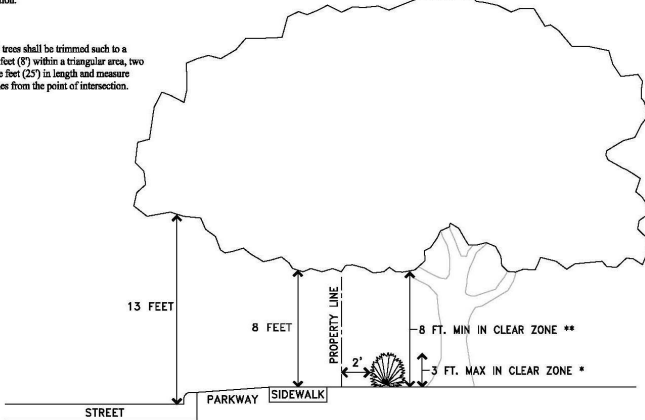 trees shall be trimmed such to a
feet (8') within a triangular area, two
feet (25') in length and measure
from the point of intersection.
13 FEET
8 FEET
PROPERTY LINE
8 FT. MIN IN CLEAR ZONE **
2'
3 FT. MAX IN CLEAR ZONE *
PARKWAY
SIDEWALK
STREET